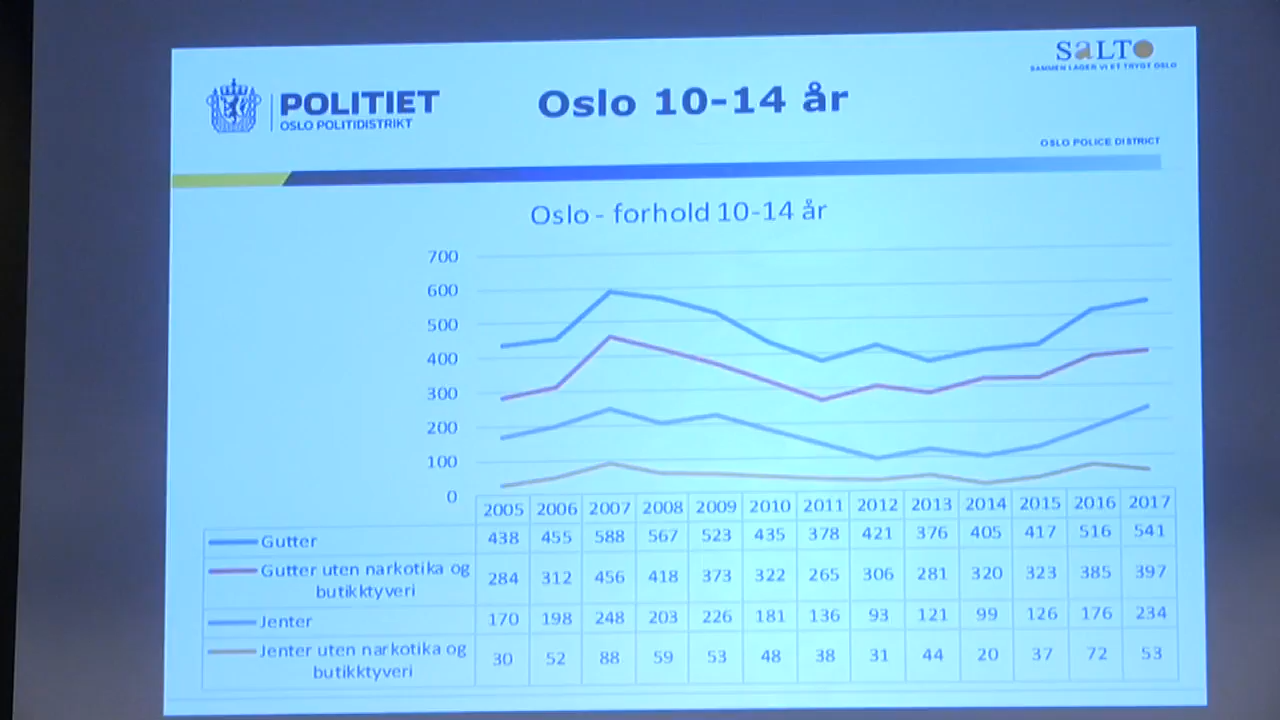 SaLTO
SAMMEN LAGER VI ET TRYGT OSLO
POLITIET
OSLO POLITIDISTRIKT
Oslo 10-14 år
OSLO POLICE DISTRICT
Oslo - forhold 10-14 år
700
600
500
400
300
200
100
0
2005 2006 2007 2008 2009 2010 2011 2012 2013 2014 2015 2016 2017
Gutter 438 455 588 567 523 435 378 421 376 405 417 516 541
Gutter uten narkotika og
butikktyveri 284 312 456 418 373 322 265 306 281 320 323 385 397
Jenter 170 198 248 203 226 181 136 93 121 99 126 176 234
Jenter uten narkotika og
butikktyveri 30 52 88 59 53 48 38 31 44 20 37 72 53